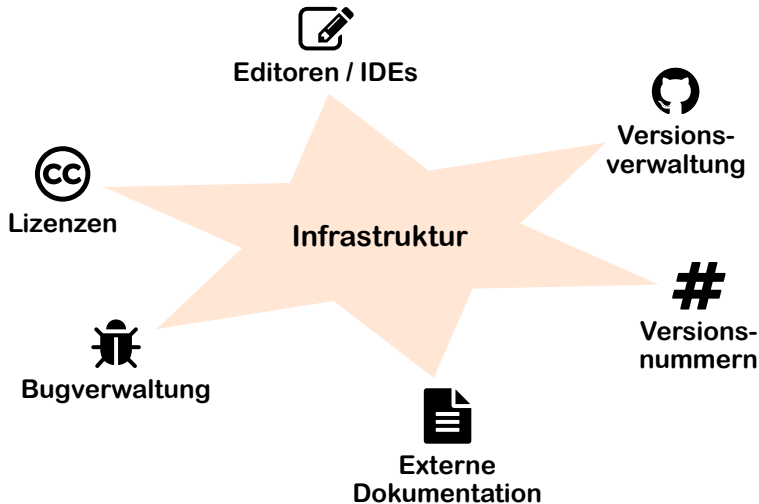 Editoren / IDEs
Versions-
verwaltung
Lizenzen
Infrastruktur
Versions-
nummern
Bugverwaltung
Externe
Dokumentation